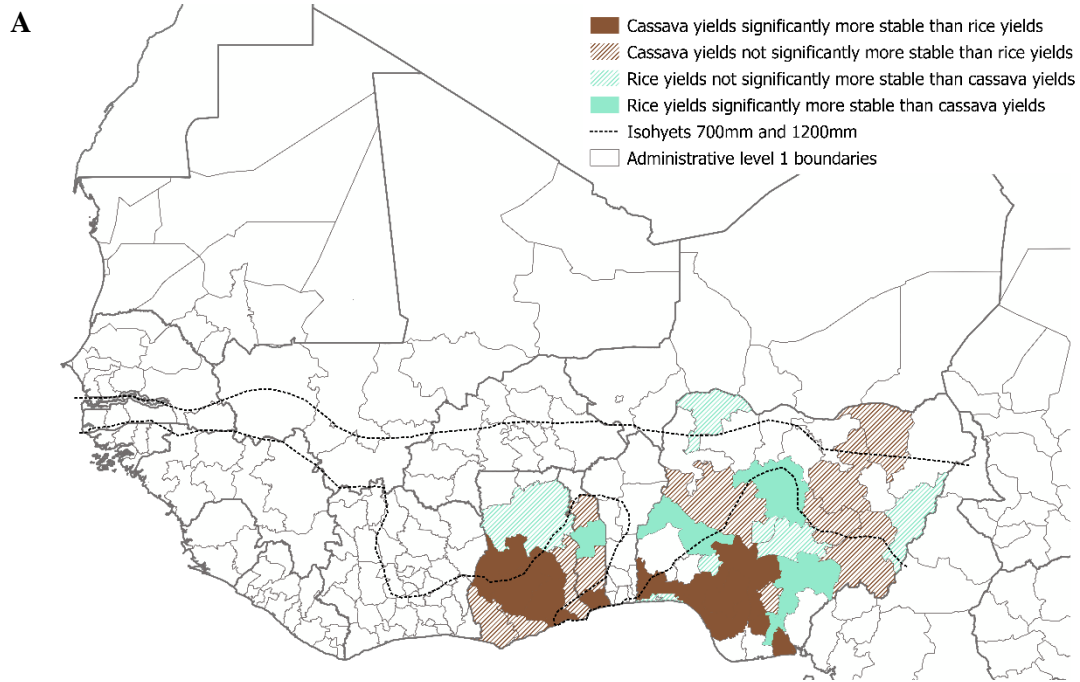 A
Cassava yields significantly more stable than rice yields
Cassava yields not significantly more stable than rice yields
Rice yields not significantly more stable than cassava yields
Rice yields significantly more stable than cassava yields
Isohyets 700mm and 1200mm
Administrative level 1 boundaries